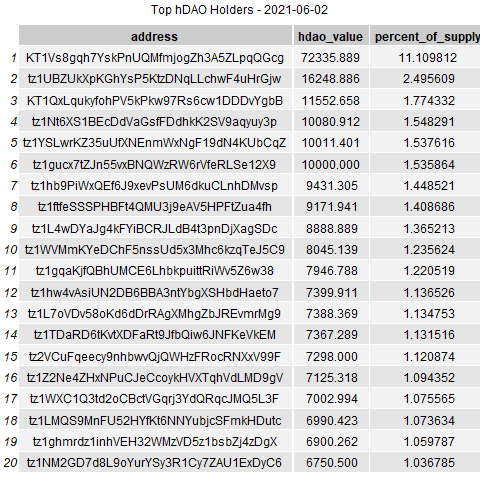 Top hDAO Holders - 2021-06-02
address hdao_value percent_of_supply
1 KT1Vs8gqh7YskPnUQMfmjogZh3A5ZLpqQGcg 72335.889 11.109812
2 tz1UBZUkXpKGhYsP5KtzDNqLLchwF4uHrGjw 16248.886 2.495609
3 KT1QxLqukyfohPV5kPkw97Rs6cw1DDDvYgbB 11552.658 1.774332
4 tz1Nt6XS1BEcDdVaGsfFDdhkK2SV9aqyuy3p 10080.912 1.548291
5 tz1YSLwrKZ35uUfXNEnmWxNgF19dN4KUbCqZ 10011.401 1.537616
6 tz1gucx7tZJn55vxBNQWzRW6rVfeRLSe12X9 10000.000 1.535864
7 tz1hb9PiWxQEf6J9xevPsUM6dkuCLnhDMvsp 9431.305 1.448521
8 tz1ftfeSSSPHBFt4QMU3j9eAV5HPFtZua4fh 9171.941 1.408686
9 tz1L4wDYaJg4kFYiBCRJLdB4t3pnDjXagSDc 8888.889 1.365213
10 tz1WVMmKYeDChF5nssUd5x3Mhc6kzqTeJ5C9 8045.139 1.235624
11 tz1gqaKjfQBhUMCE6LhbkpuittRiWv5Z6w38 7946.788 1.220519
12 tz1hw4vAsiUN2DB6BBA3ntYbgXSHbdHaeto7 7399.911 1.136526
13 tz1L7oVDv58oKd6dDrRAgXMhgZbJREvmrMg9 7388.369 1.134753
14 tz1TDaRD6tKvtXDFaRt9JfbQiw6JNFKeVkEM 7367.289 1.131516
15 tz2VCuFqeecy9nhbwvQjQWHzFRocRNXxV99F 7298.000 1.120874
16 tz1Z2Ne4ZHxNPuCJeCcoykHVXTqhVdLMD9gV 7125.318 1.094352
17 tz1WXC1Q3td2oCBctVGqrj3YdQRqcJMQ5L3F 7002.994 1.075565
18 tz1LMQS9MnFU52HYfKt6NNYubjcSFmkHDutc 6990.423 1.073634
19 tz1ghmrdz1inhVEH32WMzVD5z1bsbZj4zDgX 6900.262 1.059787
20 tz1NM2GD7d8L9oYurYSy3R1Cy7ZAU1ExDyC6 6750.500 1.036785